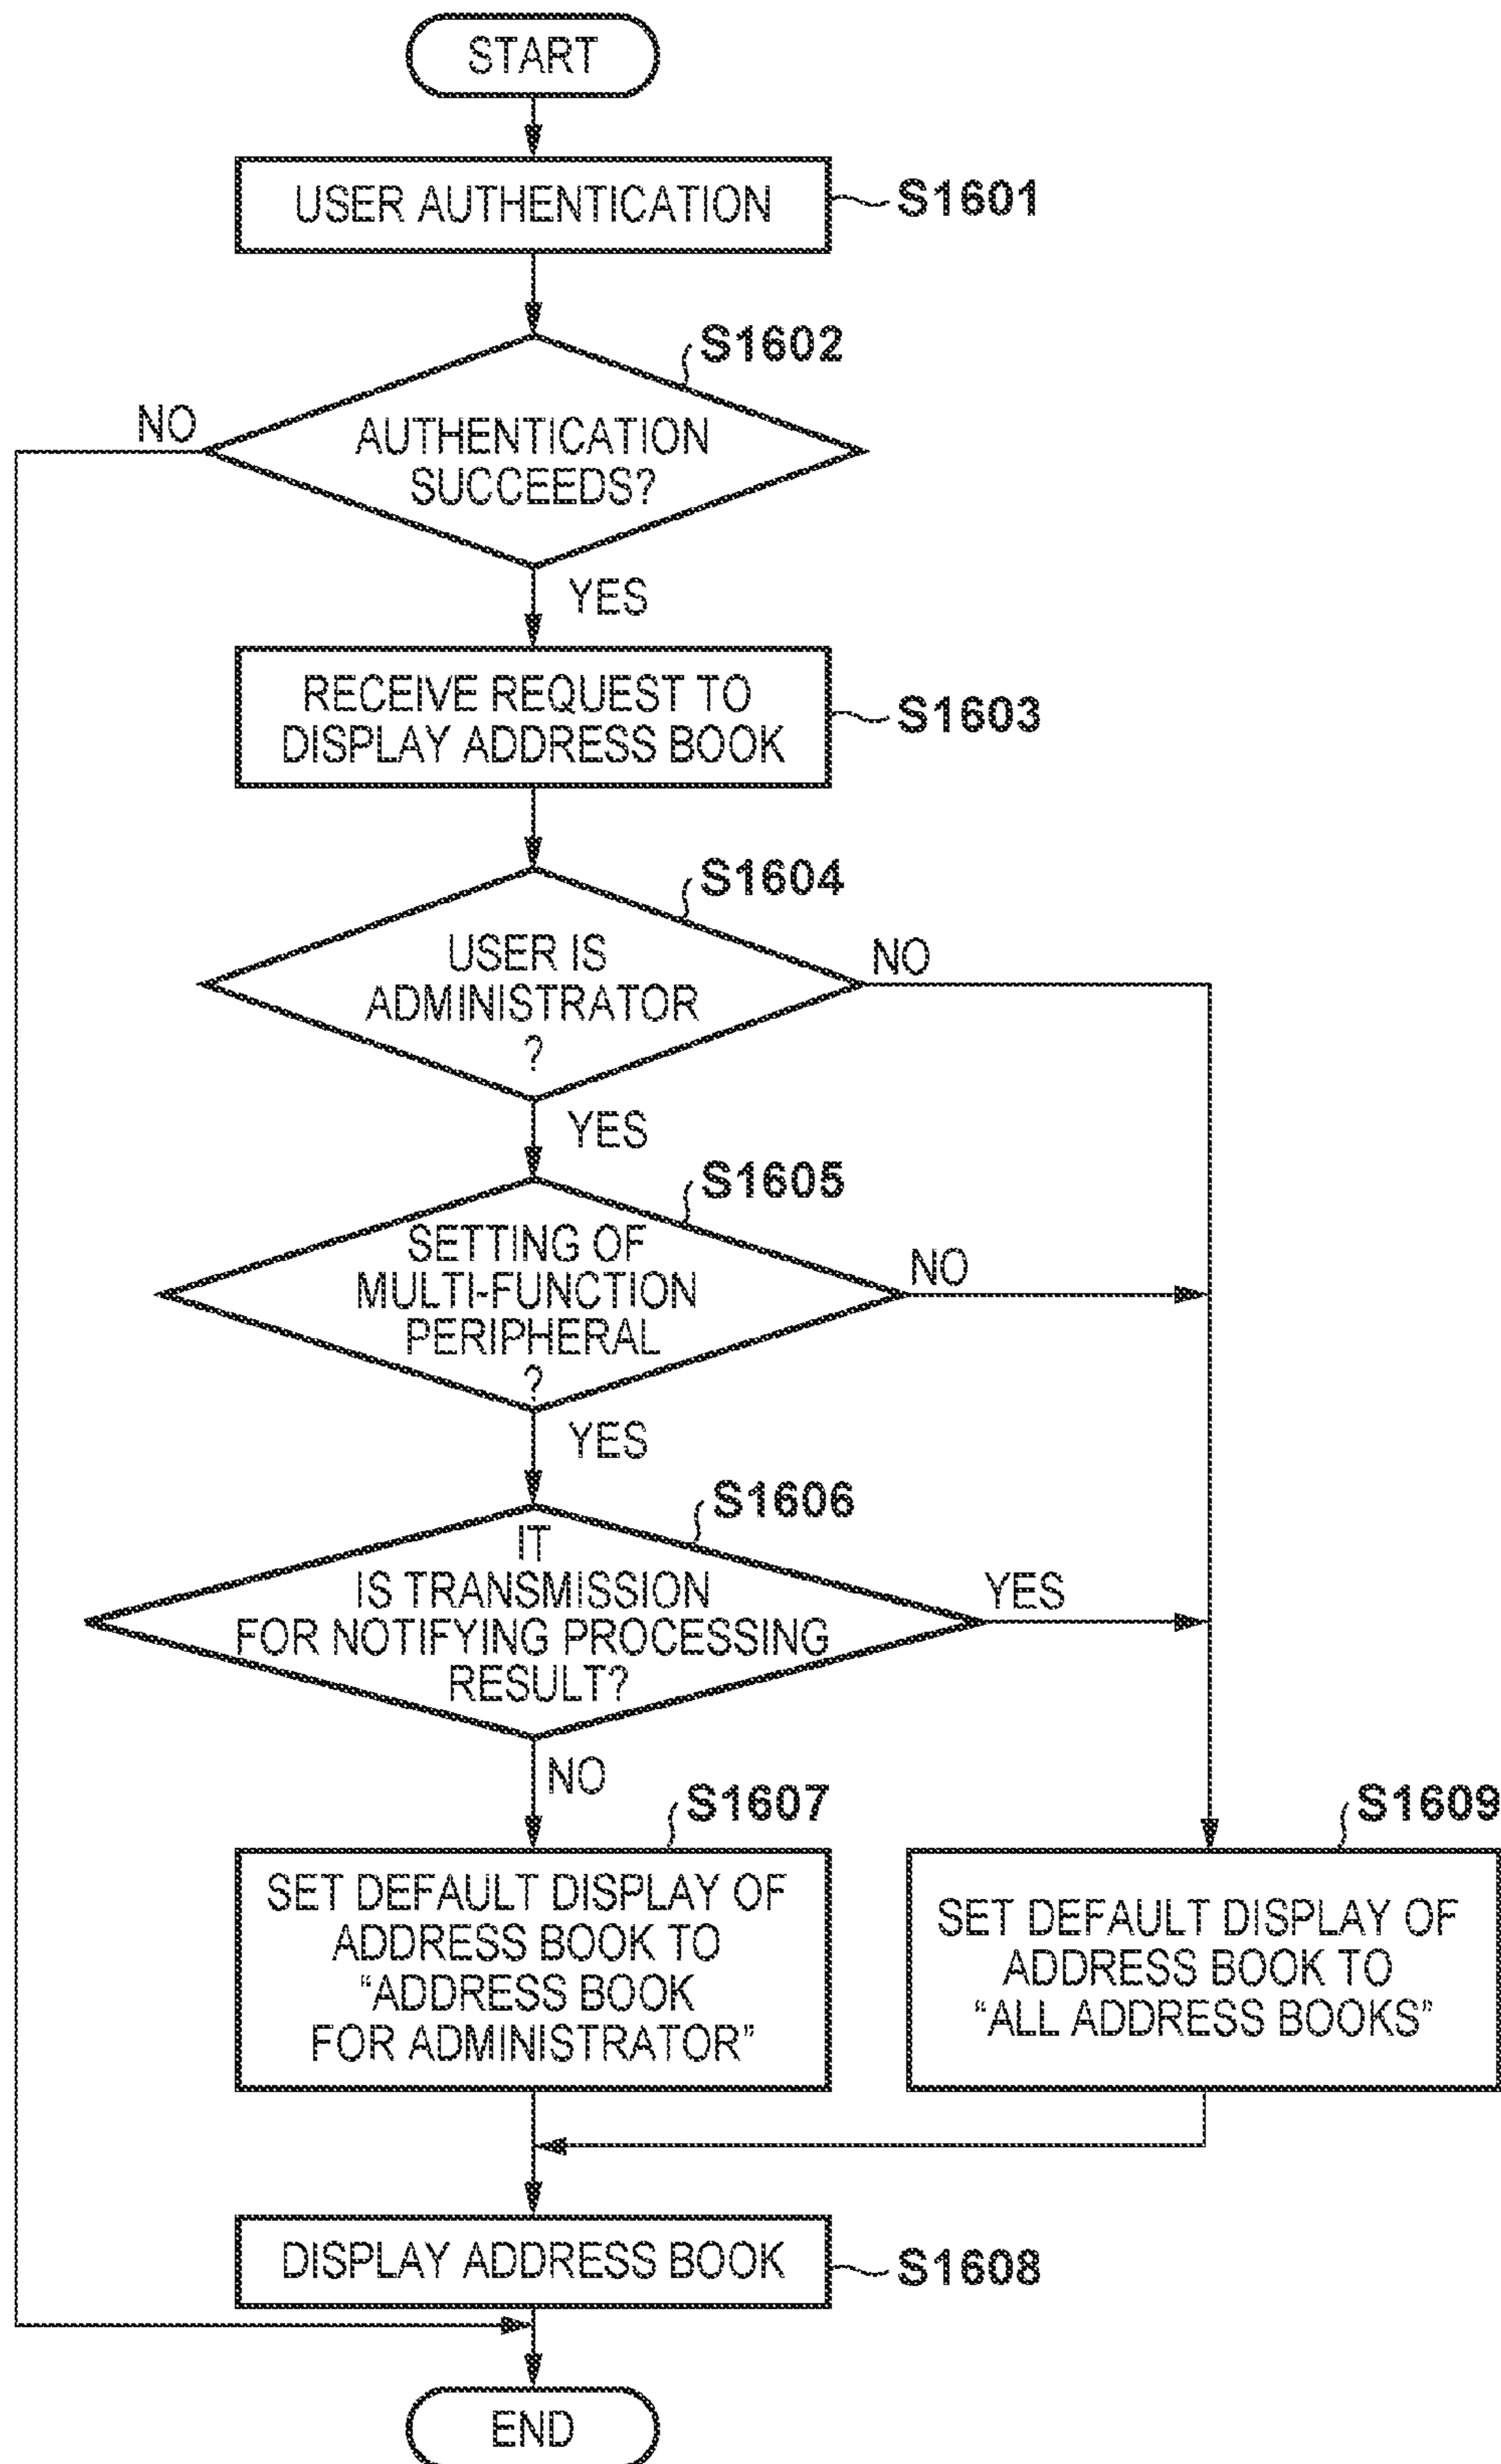 START
USER AUTHENTICATION
S1601
S1602
NO
AUTHENTICATION
SUCCEEDS?
YES
RECEIVE REQUEST TO
DISPLAY ADDRESS BOOK
S1603
S1604
USER IS
ADMINISTRATOR
?
NO
YES
S1605
SETTING OF
MULTI-FUNCTION
PERIPHERAL
?
NO
YES
S1606
IT
IS TRANSMISSION
FOR NOTIFYING PROCESSING
RESULT?
YES
NO
S1607
SET DEFAULT DISPLAY OF
ADDRESS BOOK TO
“ADDRESS BOOK
FOR ADMINISTRATOR”
S1609
SET DEFAULT DISPLAY OF
ADDRESS BOOK TO
“ALL ADDRESS BOOKS”
DISPLAY ADDRESS BOOK
S1608
END